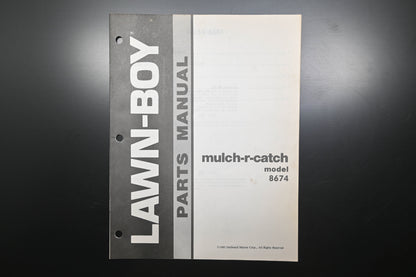 LAWN-BOY
PARTS MANUAL
mulch-r-catch
model
8674